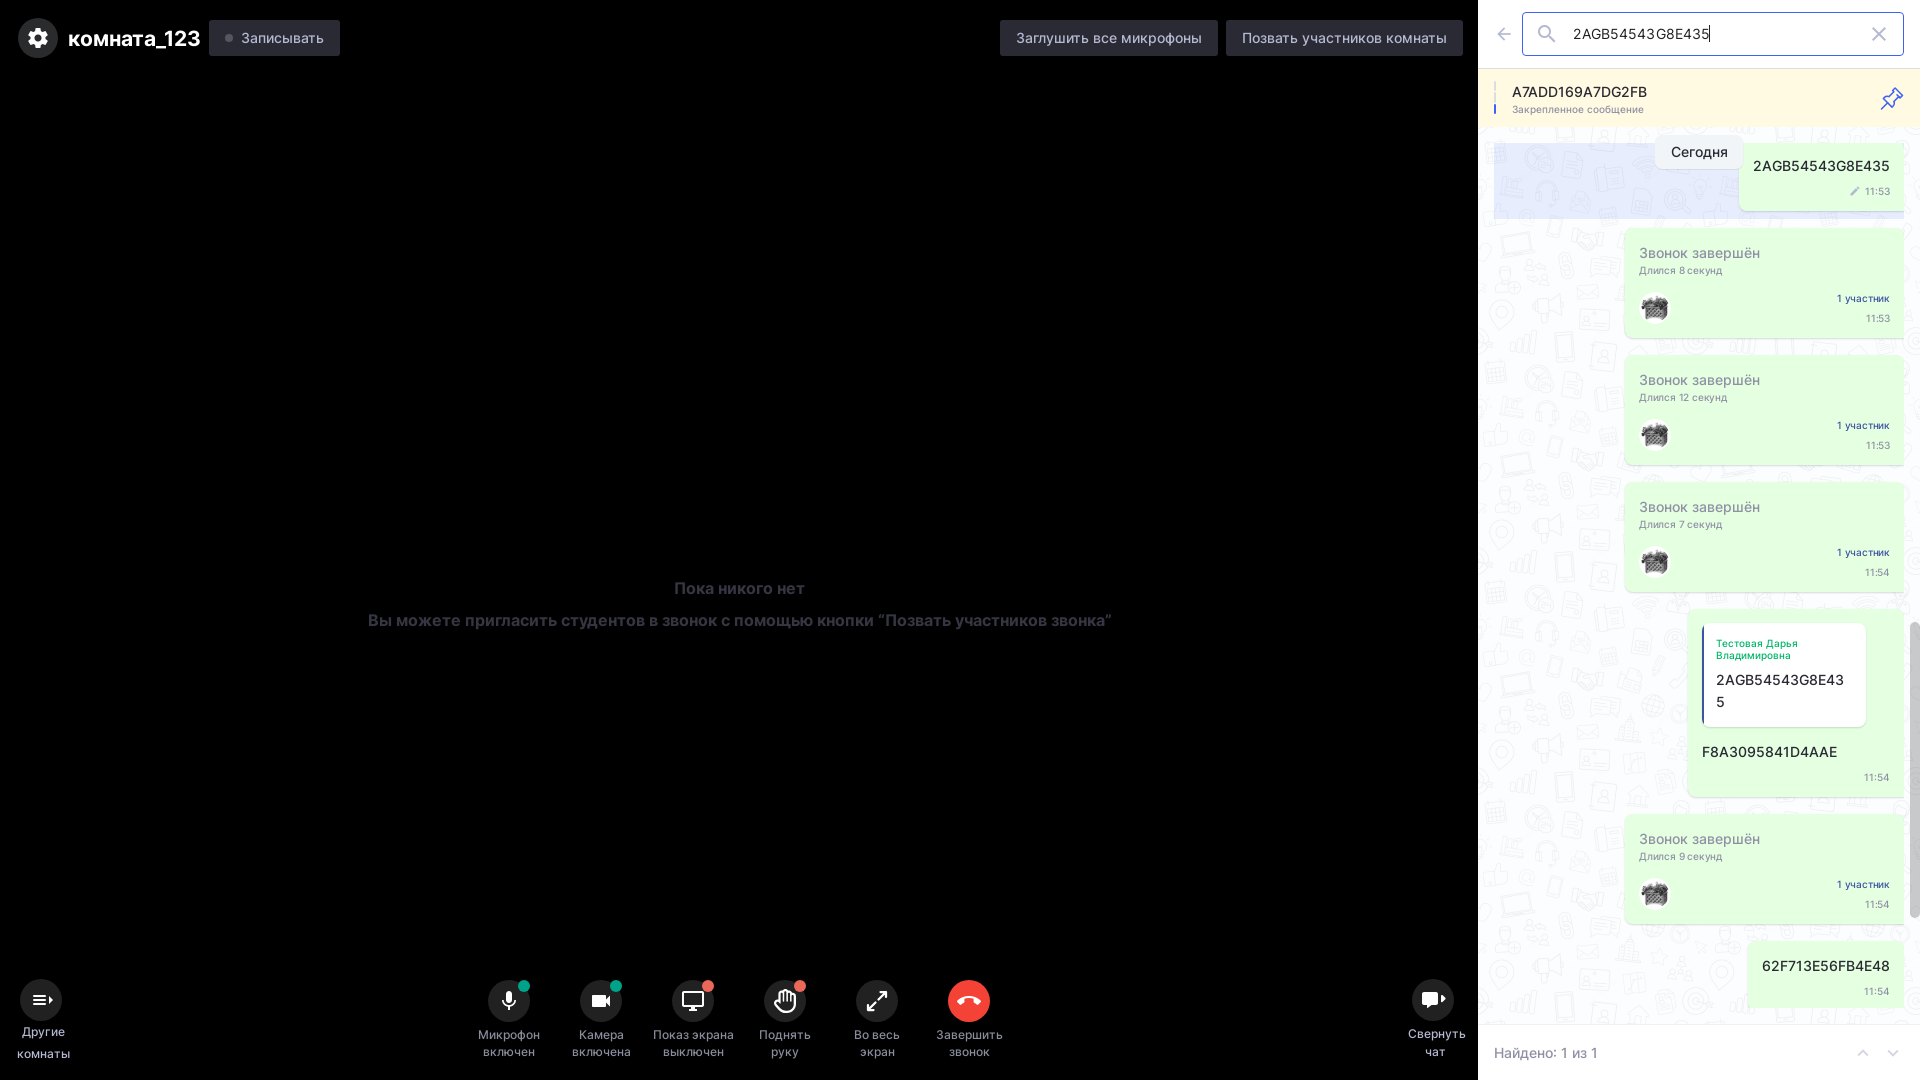 комната_123
Записывать
Заглушить все микрофоны
Позвать участников комнаты
2AGB54543G8E435
A7ADD169A7DG2FB
Закрепленное сообщение
Сегодня
2AGB54543G8E435
11:53
Звонок завершён
Длился 8 секунд
1 участник
11:53
Звонок завершён
Длился 12 секунд
1 участник
11:53
Звонок завершён
Длился 7 секунд
1 участник
11:54
Пока никого нет
Вы можете пригласить студентов в звонок с помощью кнопки “Позвать участников звонка”
Тестовая Дарья
Владимировна
2AGB54543G8E43
5
F8A3095841D4AAE
11:54
Звонок завершён
Длился 9 секунд
1 участник
11:54
62F713E56FB4E48
11:54
Другие
комнаты
Микрофон
включен
Камера
включена
Показ экрана
выключен
Поднять
руку
Во весь
экран
Завершить
звонок
Свернуть
чат
Найдено: 1 из 1